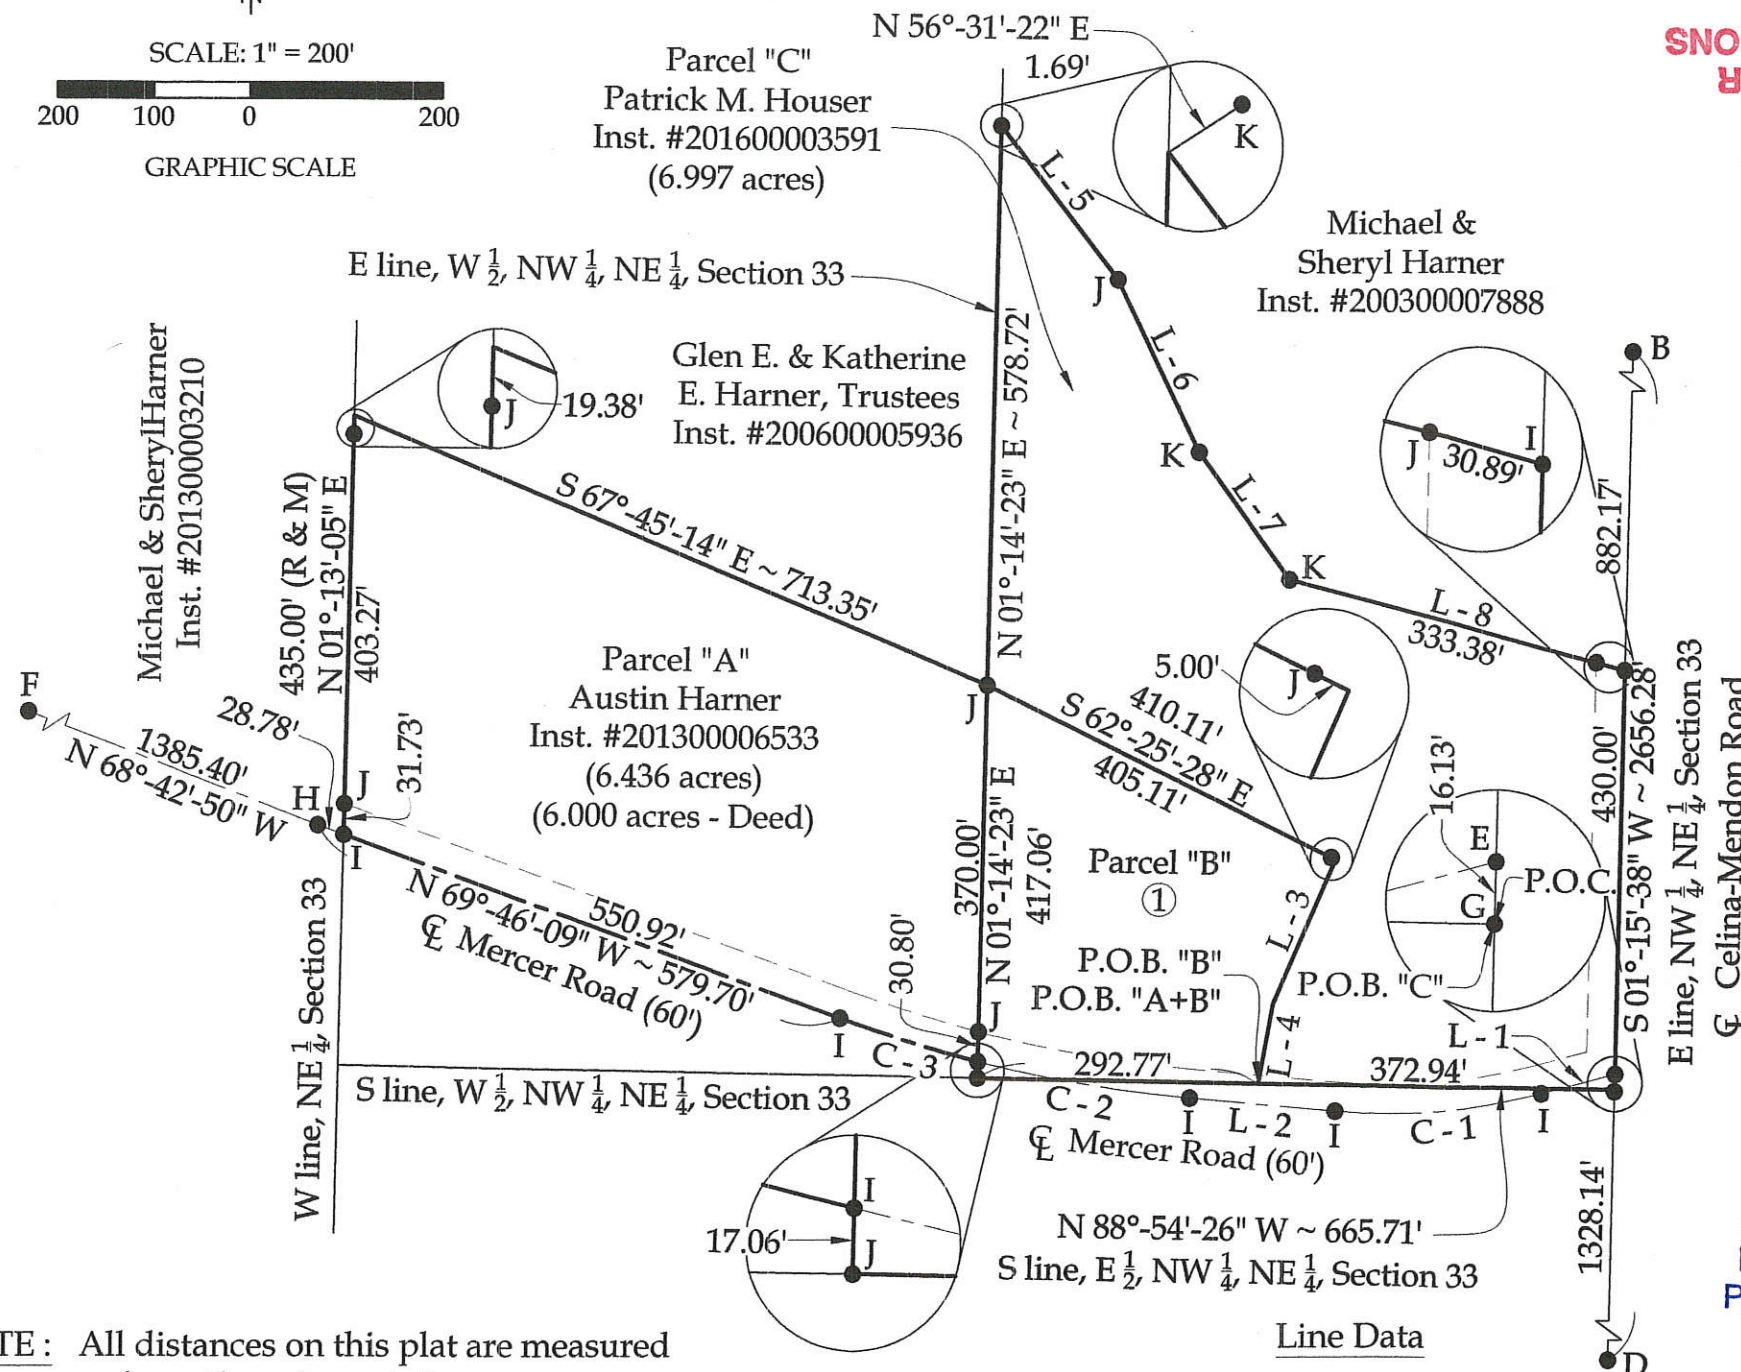 SCALE: 1" = 200'
200 100 0 200
GRAPHIC SCALE
Parcel "C"
Patrick M. Houser
Inst. #201600003591
(6.997 acres)
N 56°-31'-22" E
1.69'
K
L - 5
J
L - 6
K
L - 7
K
L - 8
333.38'
ONS
R
Michael &
Sheryl Harner
Inst. #200300007888
B
882.17'
J
30.89'
I
E line, W ½, NW ¼, NE ¼, Section 33
N 01°-14'-23" E ~ 578.72'
Glen E. & Katherine
E. Harner, Trustees
Inst. #200600005936
19.38'
J
Michael & SherylHarner
Inst. #201300003210
435.00' (R & M)
N 01°-13'-05" E
403.27'
S 67°-45'-14" E ~ 713.35'
Parcel "A"
Austin Harner
Inst. #201300006533
(6.436 acres)
(6.000 acres - Deed)
F
1385.40'
N 68°-42'-50" W
28.78'
H
J
I
31.73'
550.92'
N 69°-46'-09" W ~ 579.70'
℄ Mercer Road (60')
I
C - 3
W line, NE ¼, Section 33
S line, W ½, NW ¼, NE ¼, Section 33
J
370.00'
N 01°-14'-23" E
417.06'
30.80'
J
410.11'
S 62°-25'-28" E
405.11'
5.00'
J
Parcel "B"
1
L - 3
L - 4
P.O.B. "B"
P.O.B. "A+B"
P.O.B. "C"
16.13'
E
G
P.O.C.
L - 1
430.00'
S 01°-15'-38" W ~ 2656.28'
E line, NW ¼, NE ¼, Section 33
℄ Celina-Mendon Road
292.77'
372.94'
C - 2
I
L - 2
I
C - 1
I
℄ Mercer Road (60')
17.06'
I
J
N 88°-54'-26" W ~ 665.71'
S line, E ½, NW ¼, NE ¼, Section 33
1328.14'
D
P
TE : All distances on this plat are measured
Line Data